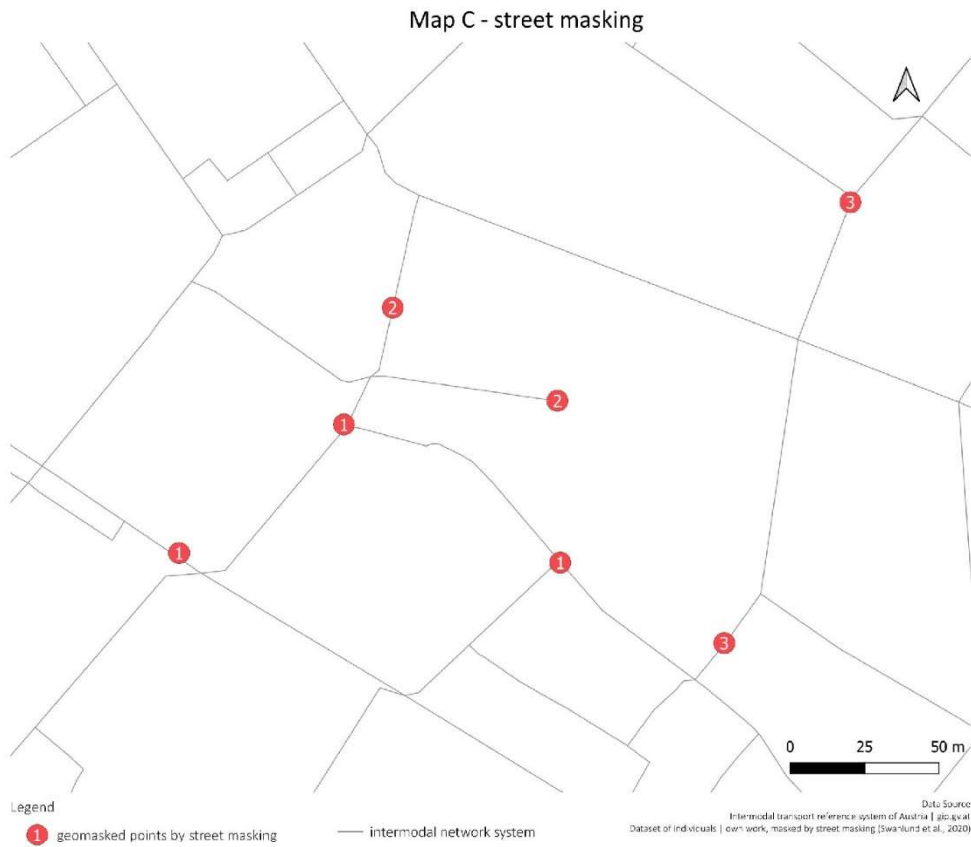 Map C - street masking
3
2
2
1
1
1
3
0 25 50 m
Legend
1 geomasked points by street masking
intermodal network system
Data Source
Intermodal transport reference system of Austria | gip.gv.at
Dataset of individuals | own work, masked by street masking (Swanlund et al., 2020)